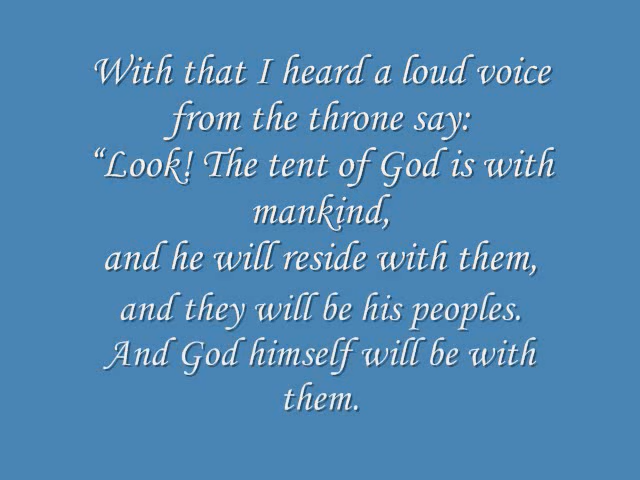 With that I heard a loud voice
from the throne say:
“Look! The tent of God is with
mankind,
and he will reside with them,
and they will be his peoples.
And God himself will be with
them.